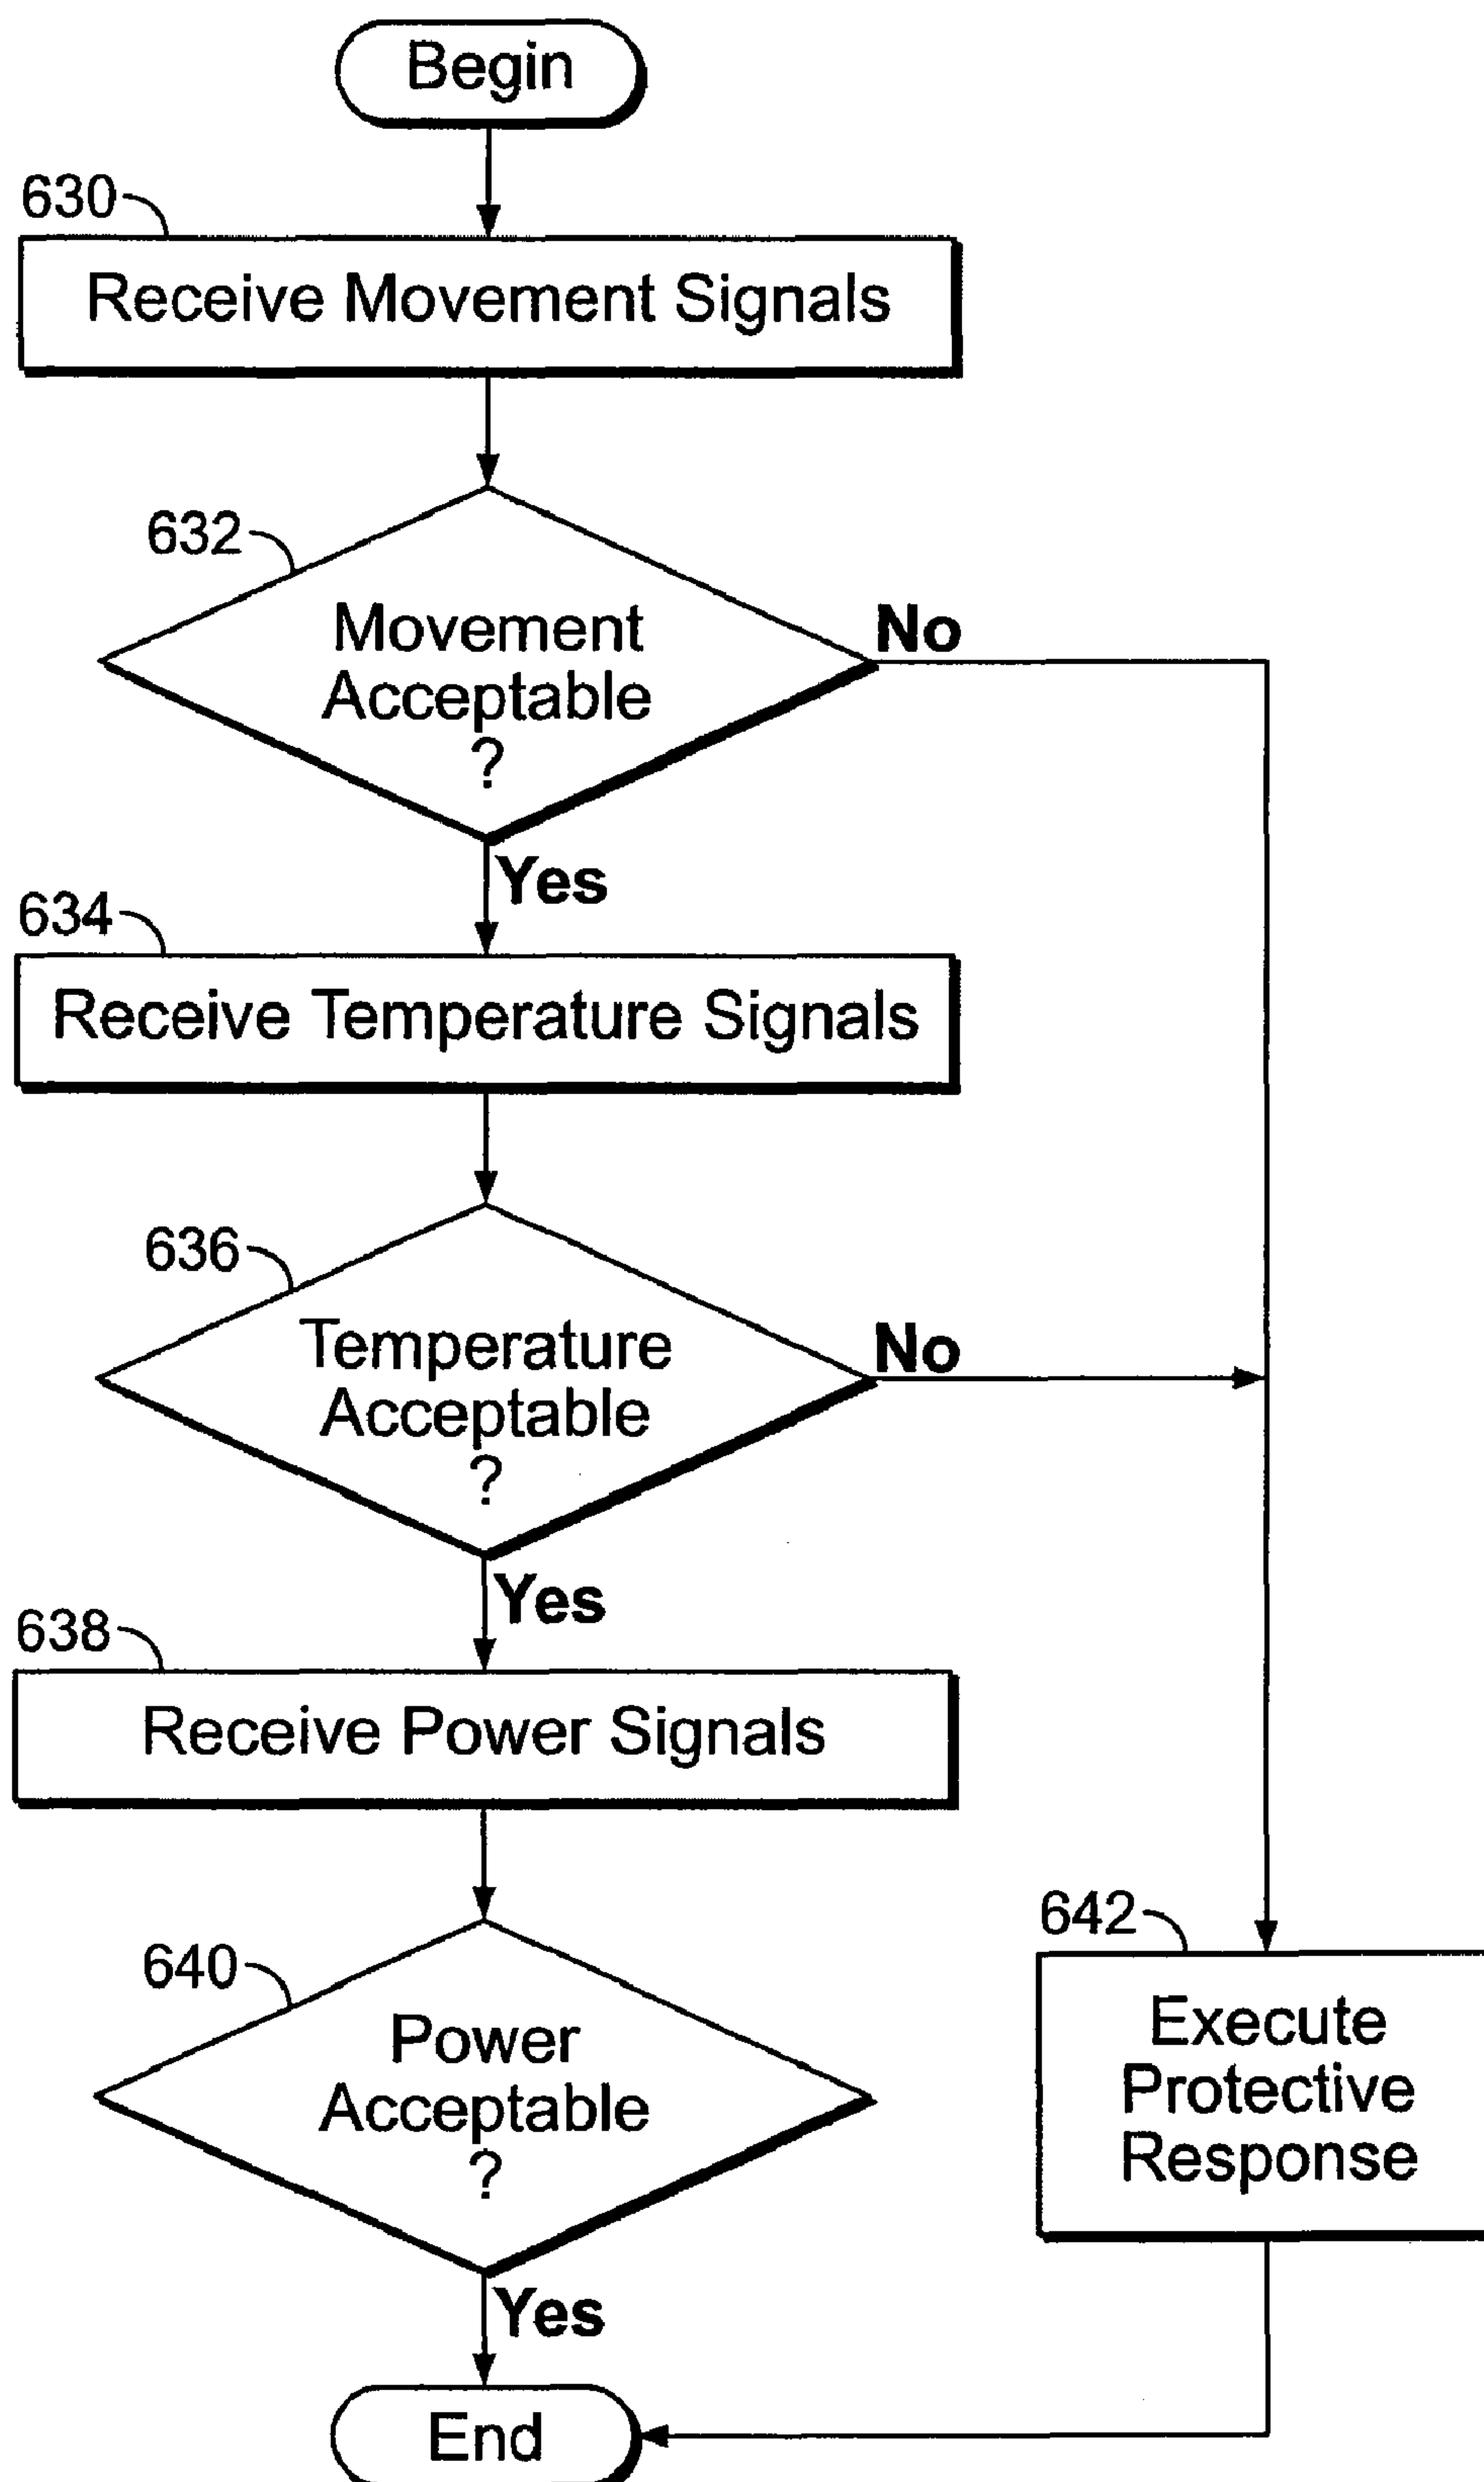 Begin
630
Receive Movement Signals
632
Movement
Acceptable
?
No
Yes
634
Receive Temperature Signals
636
Temperature
Acceptable
?
No
Yes
638
Receive Power Signals
640
Power
Acceptable
?
Yes
642
Execute
Protective
Response
End